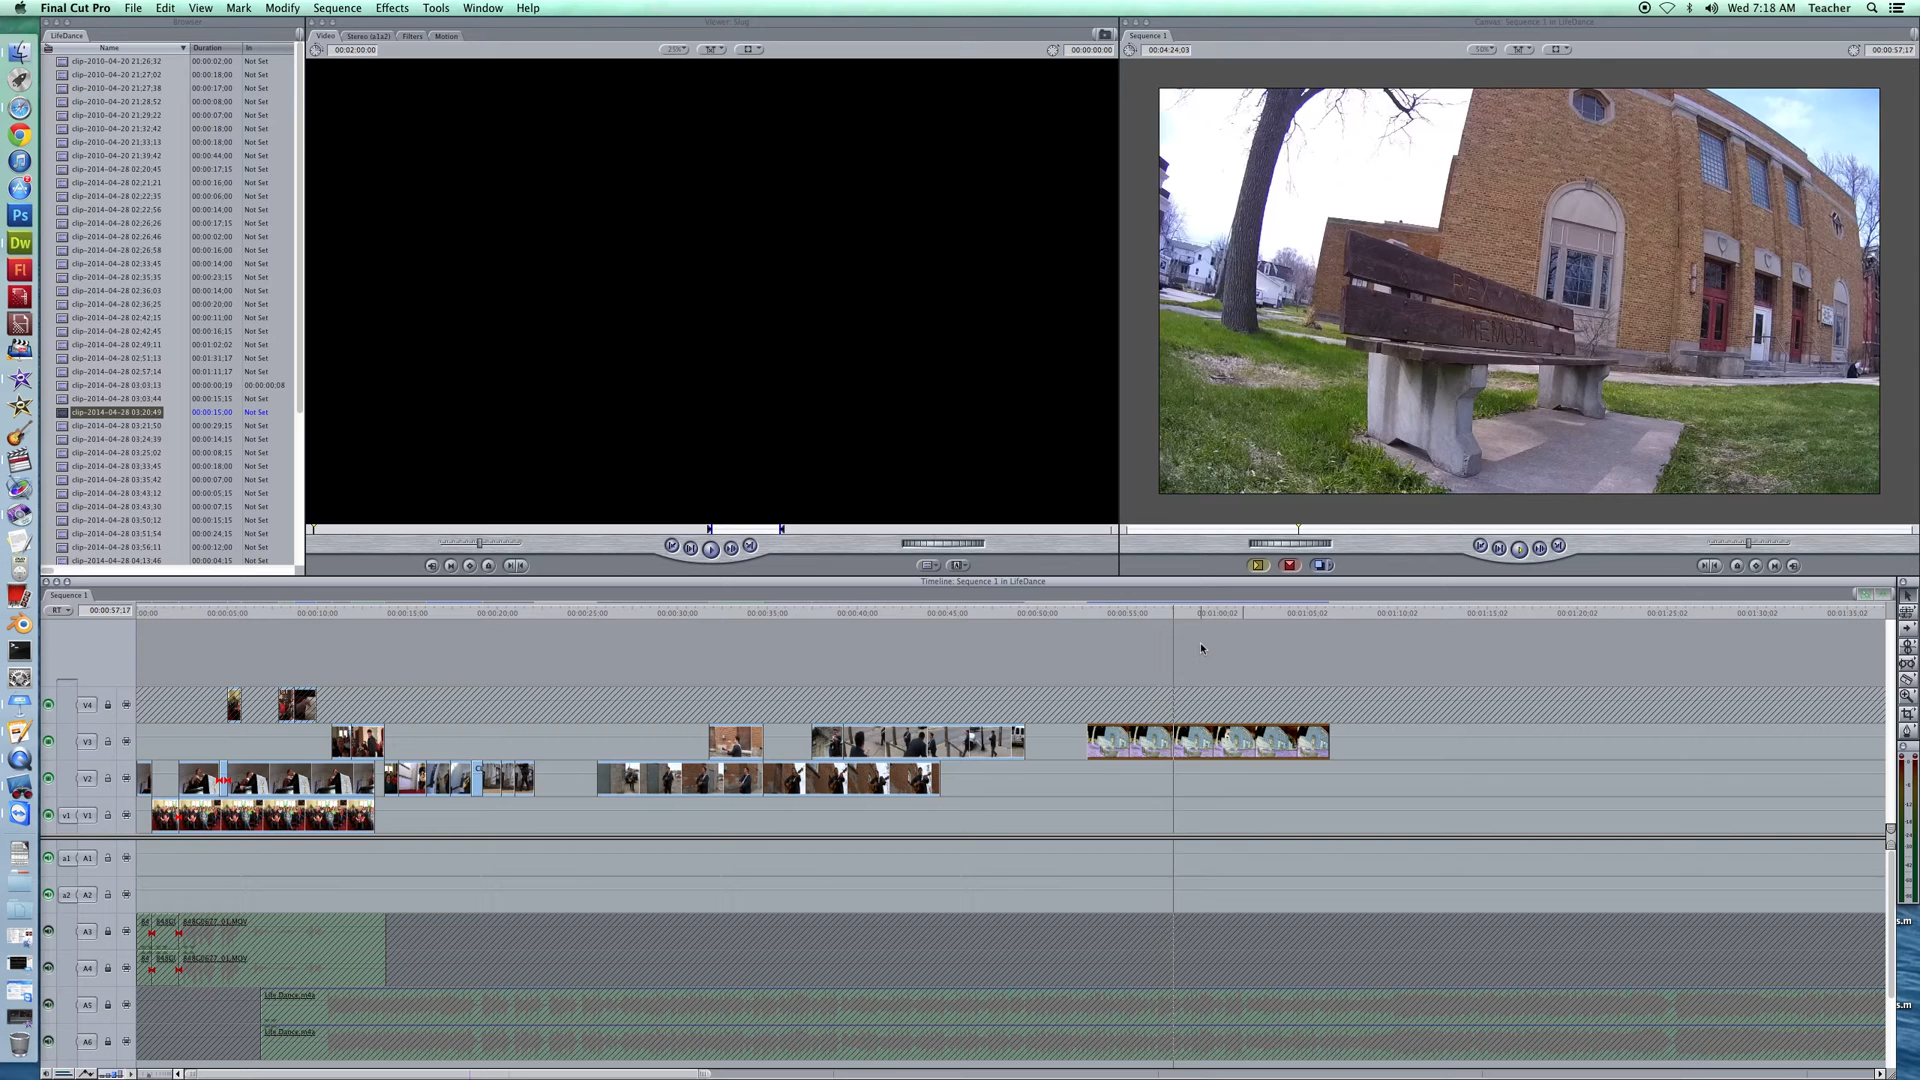 Final Cut Pro File Edit View Mark Modify Sequence Effects Tools Window Help Wed 7:18 AM Teacher
Browser Viewer: Slug Canvas: Sequence 1 in LifeDance
LifeDance Video Stereo (a1a2) Filters Motion Sequence 1
Name Duration In 00:02:00:00 25% 00:00:00:00 00:04:24;03 50% 00:00:57;17
clip-2010-04-20 21;26;32 00:00:02;00 Not Set
clip-2010-04-20 21;27;02 00:00:18;00 Not Set
clip-2010-04-20 21;27;38 00:00:17;00 Not Set
clip-2010-04-20 21;28;52 00:00:08;00 Not Set
clip-2010-04-20 21;29;22 00:00:07;00 Not Set
clip-2010-04-20 21;32;42 00:00:18;00 Not Set
clip-2010-04-20 21;33;13 00:00:18;00 Not Set
clip-2010-04-20 21;39;42 00:00:44;00 Not Set
clip-2014-04-28 02;20;45 00:00:17;15 Not Set
clip-2014-04-28 02;21;21 00:00:16;00 Not Set
clip-2014-04-28 02;22;35 00:00:06;00 Not Set
clip-2014-04-28 02;22;56 00:00:14;00 Not Set
clip-2014-04-28 02;26;26 00:00:17;15 Not Set
clip-2014-04-28 02;26;46 00:00:02;00 Not Set
clip-2014-04-28 02;26;58 00:00:16;00 Not Set
clip-2014-04-28 02;33;45 00:00:14;00 Not Set
clip-2014-04-28 02;35;35 00:00:23;15 Not Set
clip-2014-04-28 02;36;03 00:00:14;00 Not Set
clip-2014-04-28 02;36;25 00:00:20;00 Not Set
clip-2014-04-28 02;42;15 00:00:11;00 Not Set
clip-2014-04-28 02;42;45 00:00:16;15 Not Set
clip-2014-04-28 02;49;11 00:01:02;02 Not Set
clip-2014-04-28 02;51;13 00:01:31;17 Not Set
clip-2014-04-28 02;57;14 00:01:11;17 Not Set
clip-2014-04-28 03;03;13 00:00:00;19 00:00:00;08
clip-2014-04-28 03;03;44 00:00:15;15 Not Set
clip-2014-04-28 03;20;49 00:00:15;00 Not Set
clip-2014-04-28 03;21;50 00:00:29;15 Not Set
clip-2014-04-28 03;24;39 00:00:14;15 Not Set
clip-2014-04-28 03;25;02 00:00:08;15 Not Set
clip-2014-04-28 03;33;45 00:00:18;00 Not Set
clip-2014-04-28 03;35;42 00:00:07;00 Not Set
clip-2014-04-28 03;43;12 00:00:05;15 Not Set
clip-2014-04-28 03;43;30 00:00:07;15 Not Set
clip-2014-04-28 03;50;12 00:00:15;15 Not Set
clip-2014-04-28 03;51;54 00:00:24;15 Not Set
clip-2014-04-28 03;56;11 00:00:12;00 Not Set
clip-2014-04-28 04;13;46 00:00:04;15 Not Set
MEMORIAL
Ps
Dw
Fl
Timeline: Sequence 1 in LifeDance
Sequence 1
RT 00:00:57;17 :00:00 00:00:05;00 00:00:10;00 00:00:15;00 00:00:20;00 00:00:25;00 00:00:30;00 00:00:35;00 00:00:40;00 00:00:45;00 00:00:50;00 00:00:55;00 00:01:00;02 00:01:05;02 00:01:10;02 00:01:15;02 00:01:20;02 00:01:25;02 00:01:30;02 00:01:35;02
V4
V3
V2
v1 V1
a1 A1
a2 A2
A3 84 848G( 848G0677_01.MOV
A4 84 848G( 848G0677_01.MOV
A5 Life Dance.m4a
A6 Life Dance.m4a
s.m
s.m